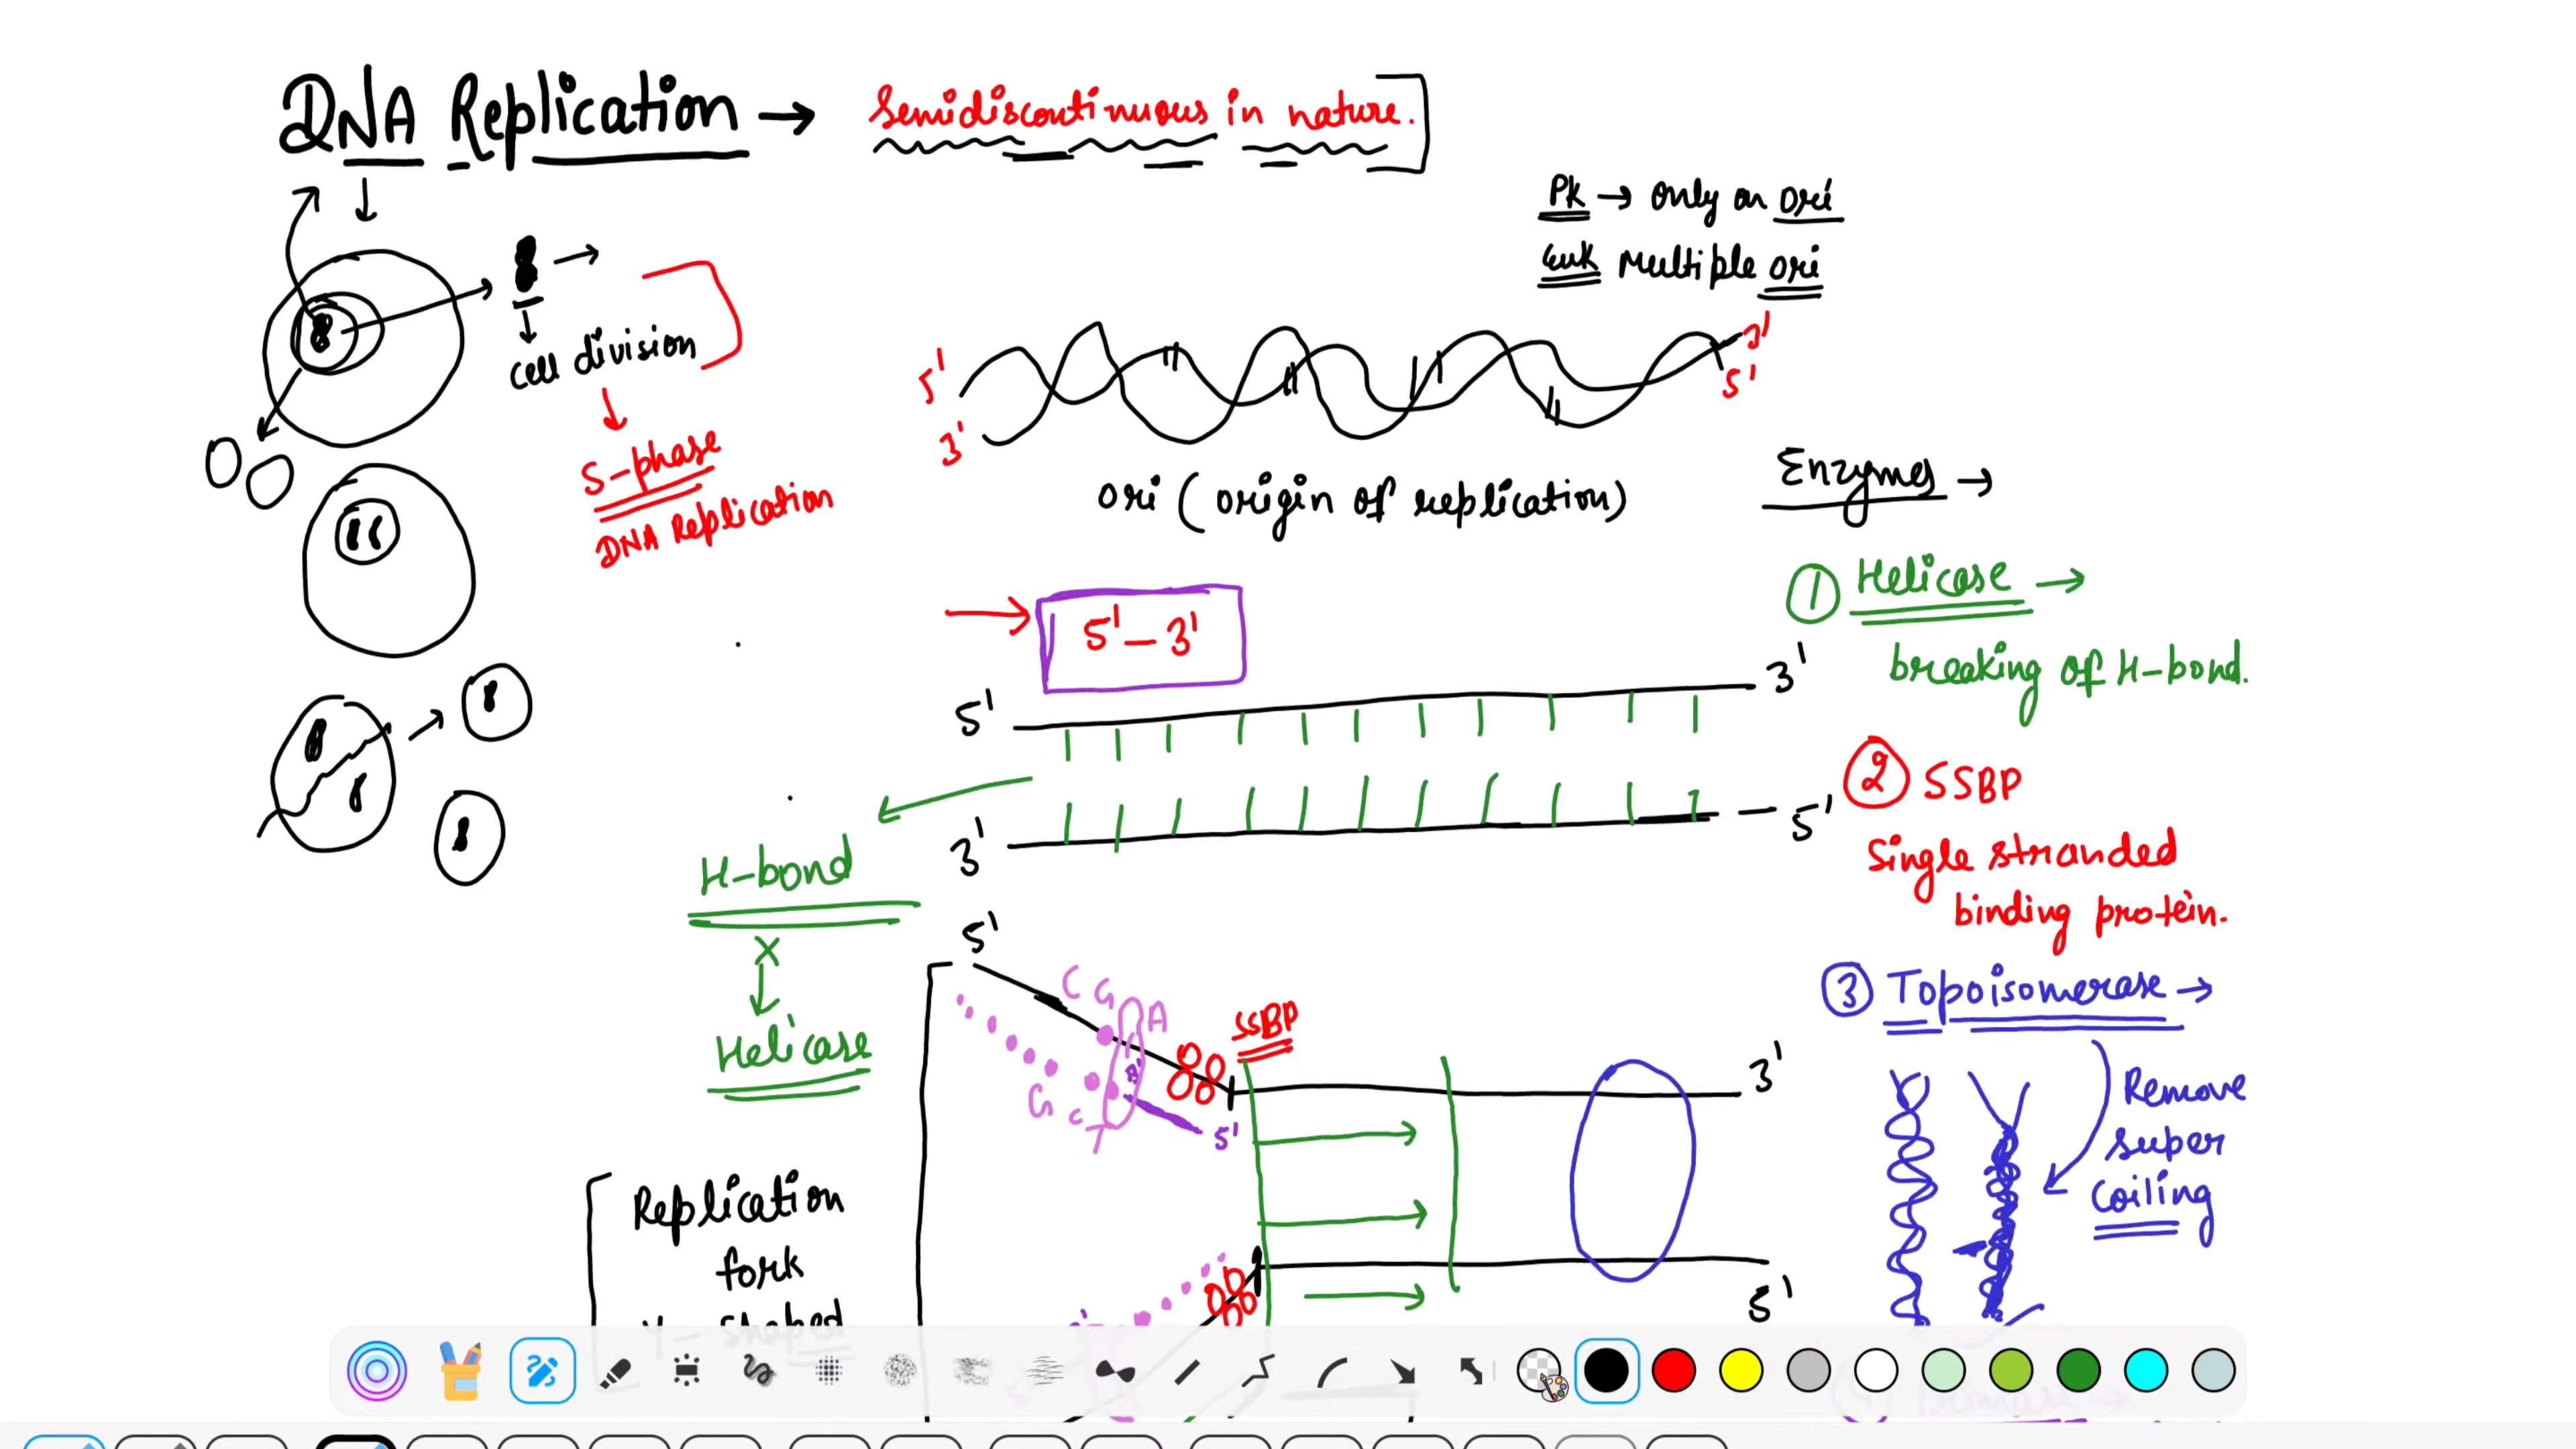 DNA Replication → Semidiscontinuous in nature.
PK → only on ori
Euk Multiple ori
cell division
S-phase
DNA Replication
5' 3'
3' 5'
ori ( origin of replication)
Enzymes →
① Helicase →
breaking of H-bond.
5' - 3'
5' 3'
3' 5'
② SSBP
Single stranded
binding protein.
H-bond
X
Helicase
③ Topoisomerase →
Remove
super
coiling
5'
C G A
SSBP
3'
G C T
5'
5'
Replication
fork
Y- shaped